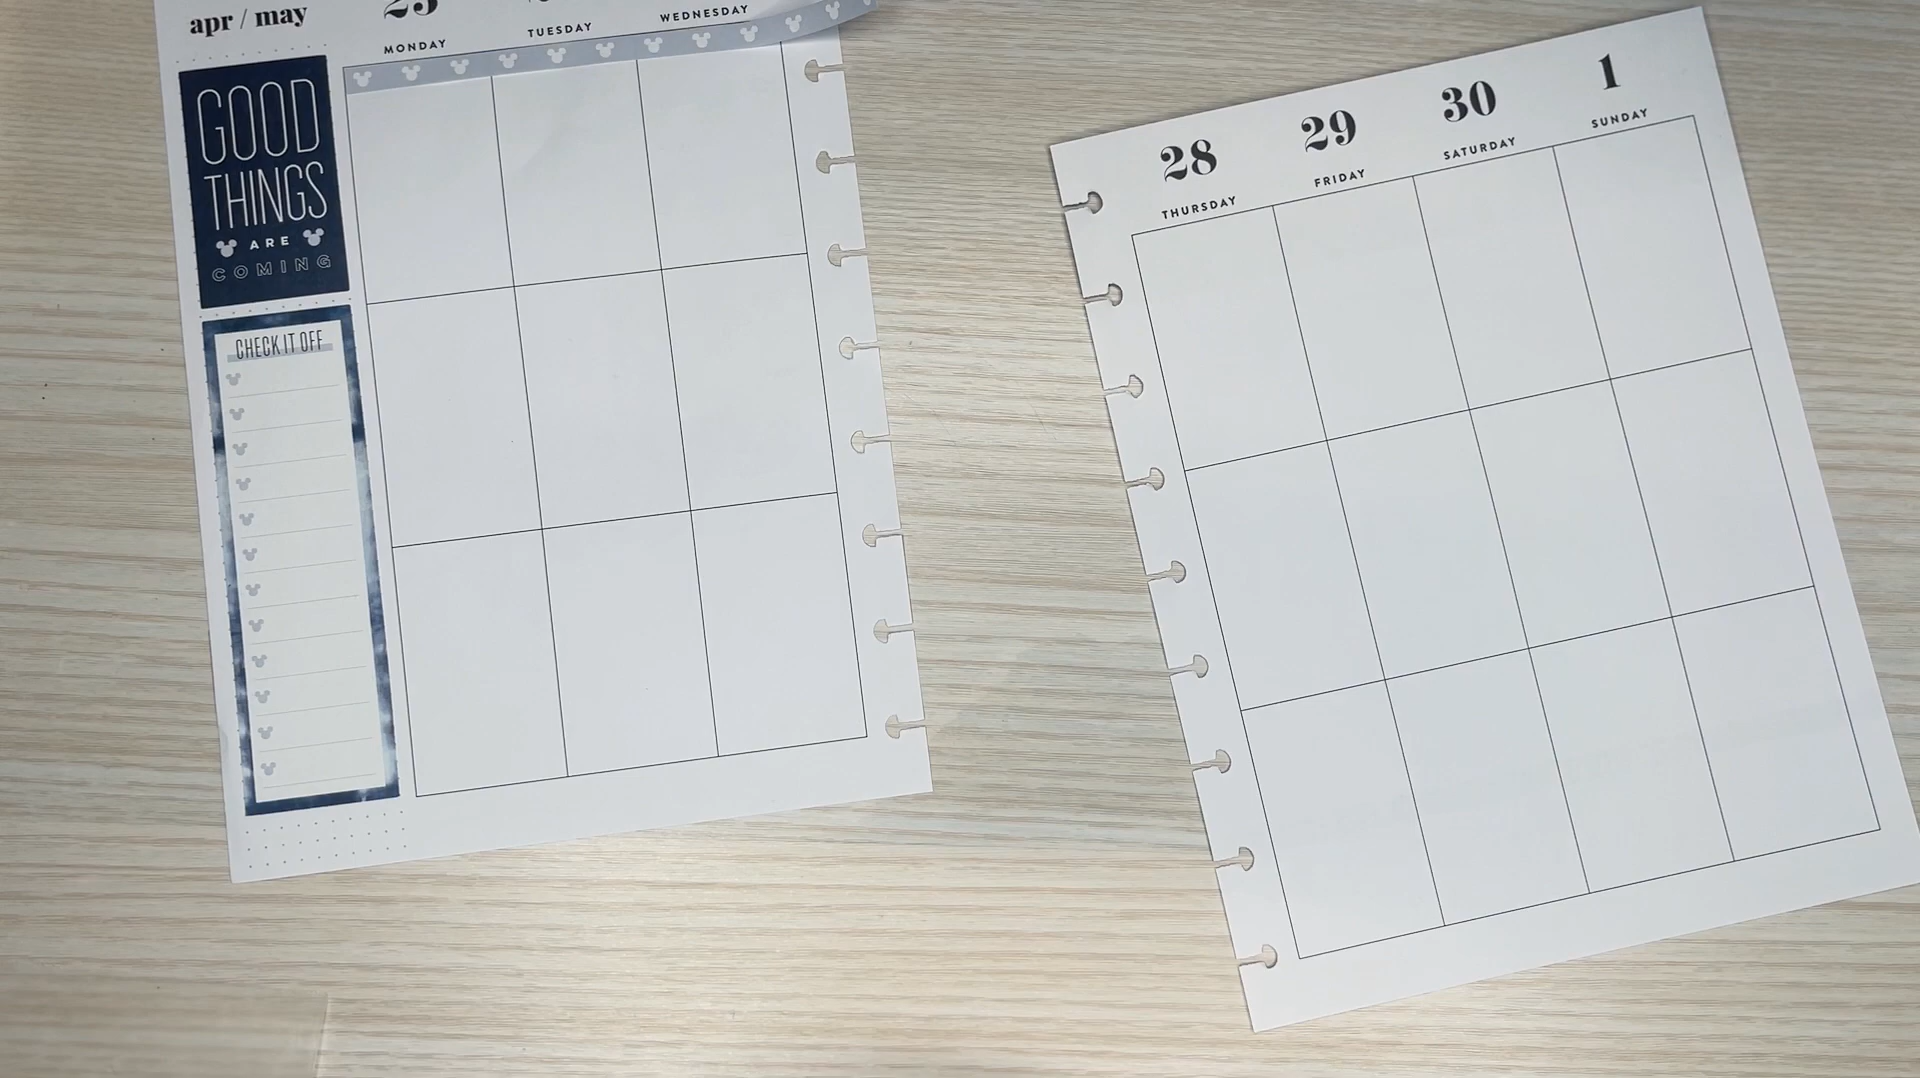 apr / may
25
MONDAY
TUESDAY
WEDNESDAY
GOOD
THINGS
ARE
COMING
CHECK IT OFF
28
THURSDAY
29
FRIDAY
30
SATURDAY
1
SUNDAY